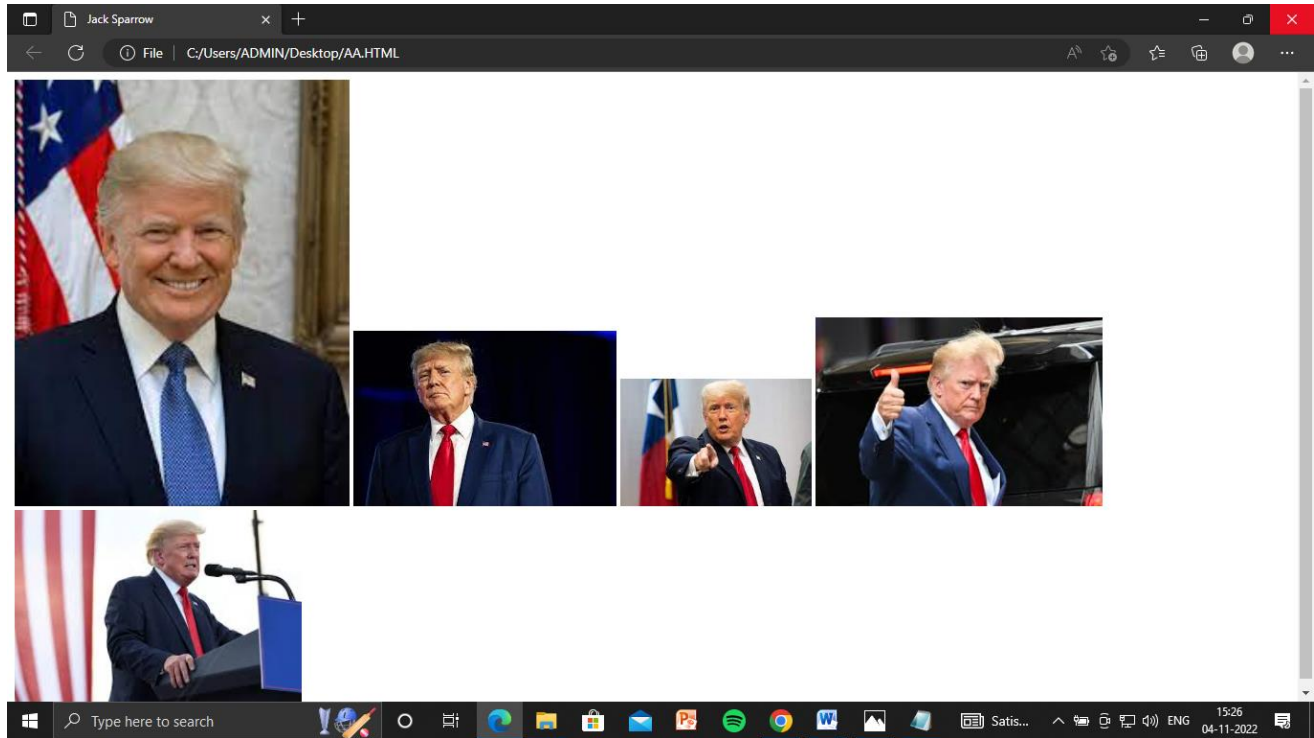 Jack Sparrow
File | C:/Users/ADMIN/Desktop/AA.HTML
Type here to search
Satis... ENG 15:26
04-11-2022